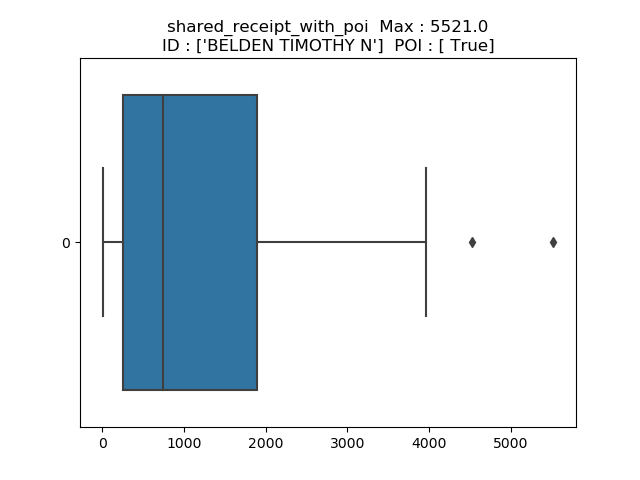 shared_receipt_with_poi  Max : 5521.0
ID : ['BELDEN TIMOTHY N']  POI : [ True]
0
0 1000 2000 3000 4000 5000